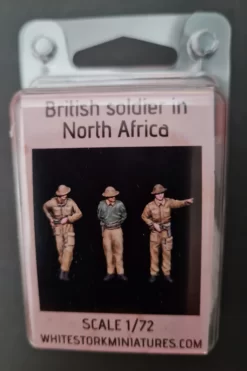 British soldier in
North Africa
SCALE 1/72
WHITESTORKMINIATURES.COM